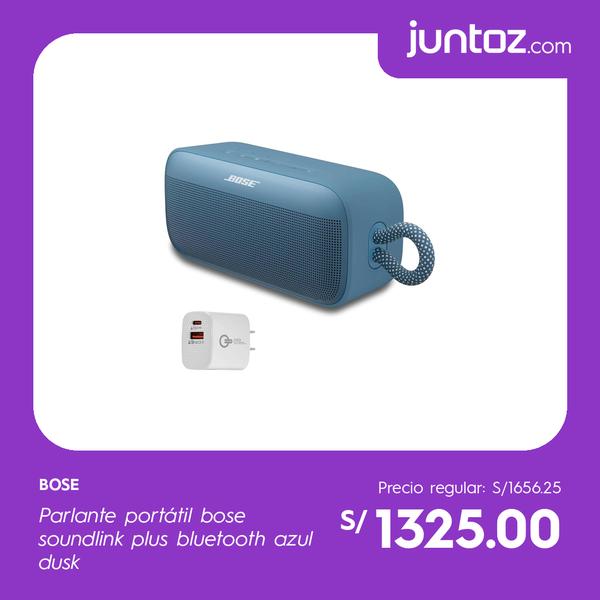 juntoz.com
BOSE
BOSE
Precio regular: S/1656.25
Parlante portátil bose
soundlink plus bluetooth azul
dusk
S/ 1325.00